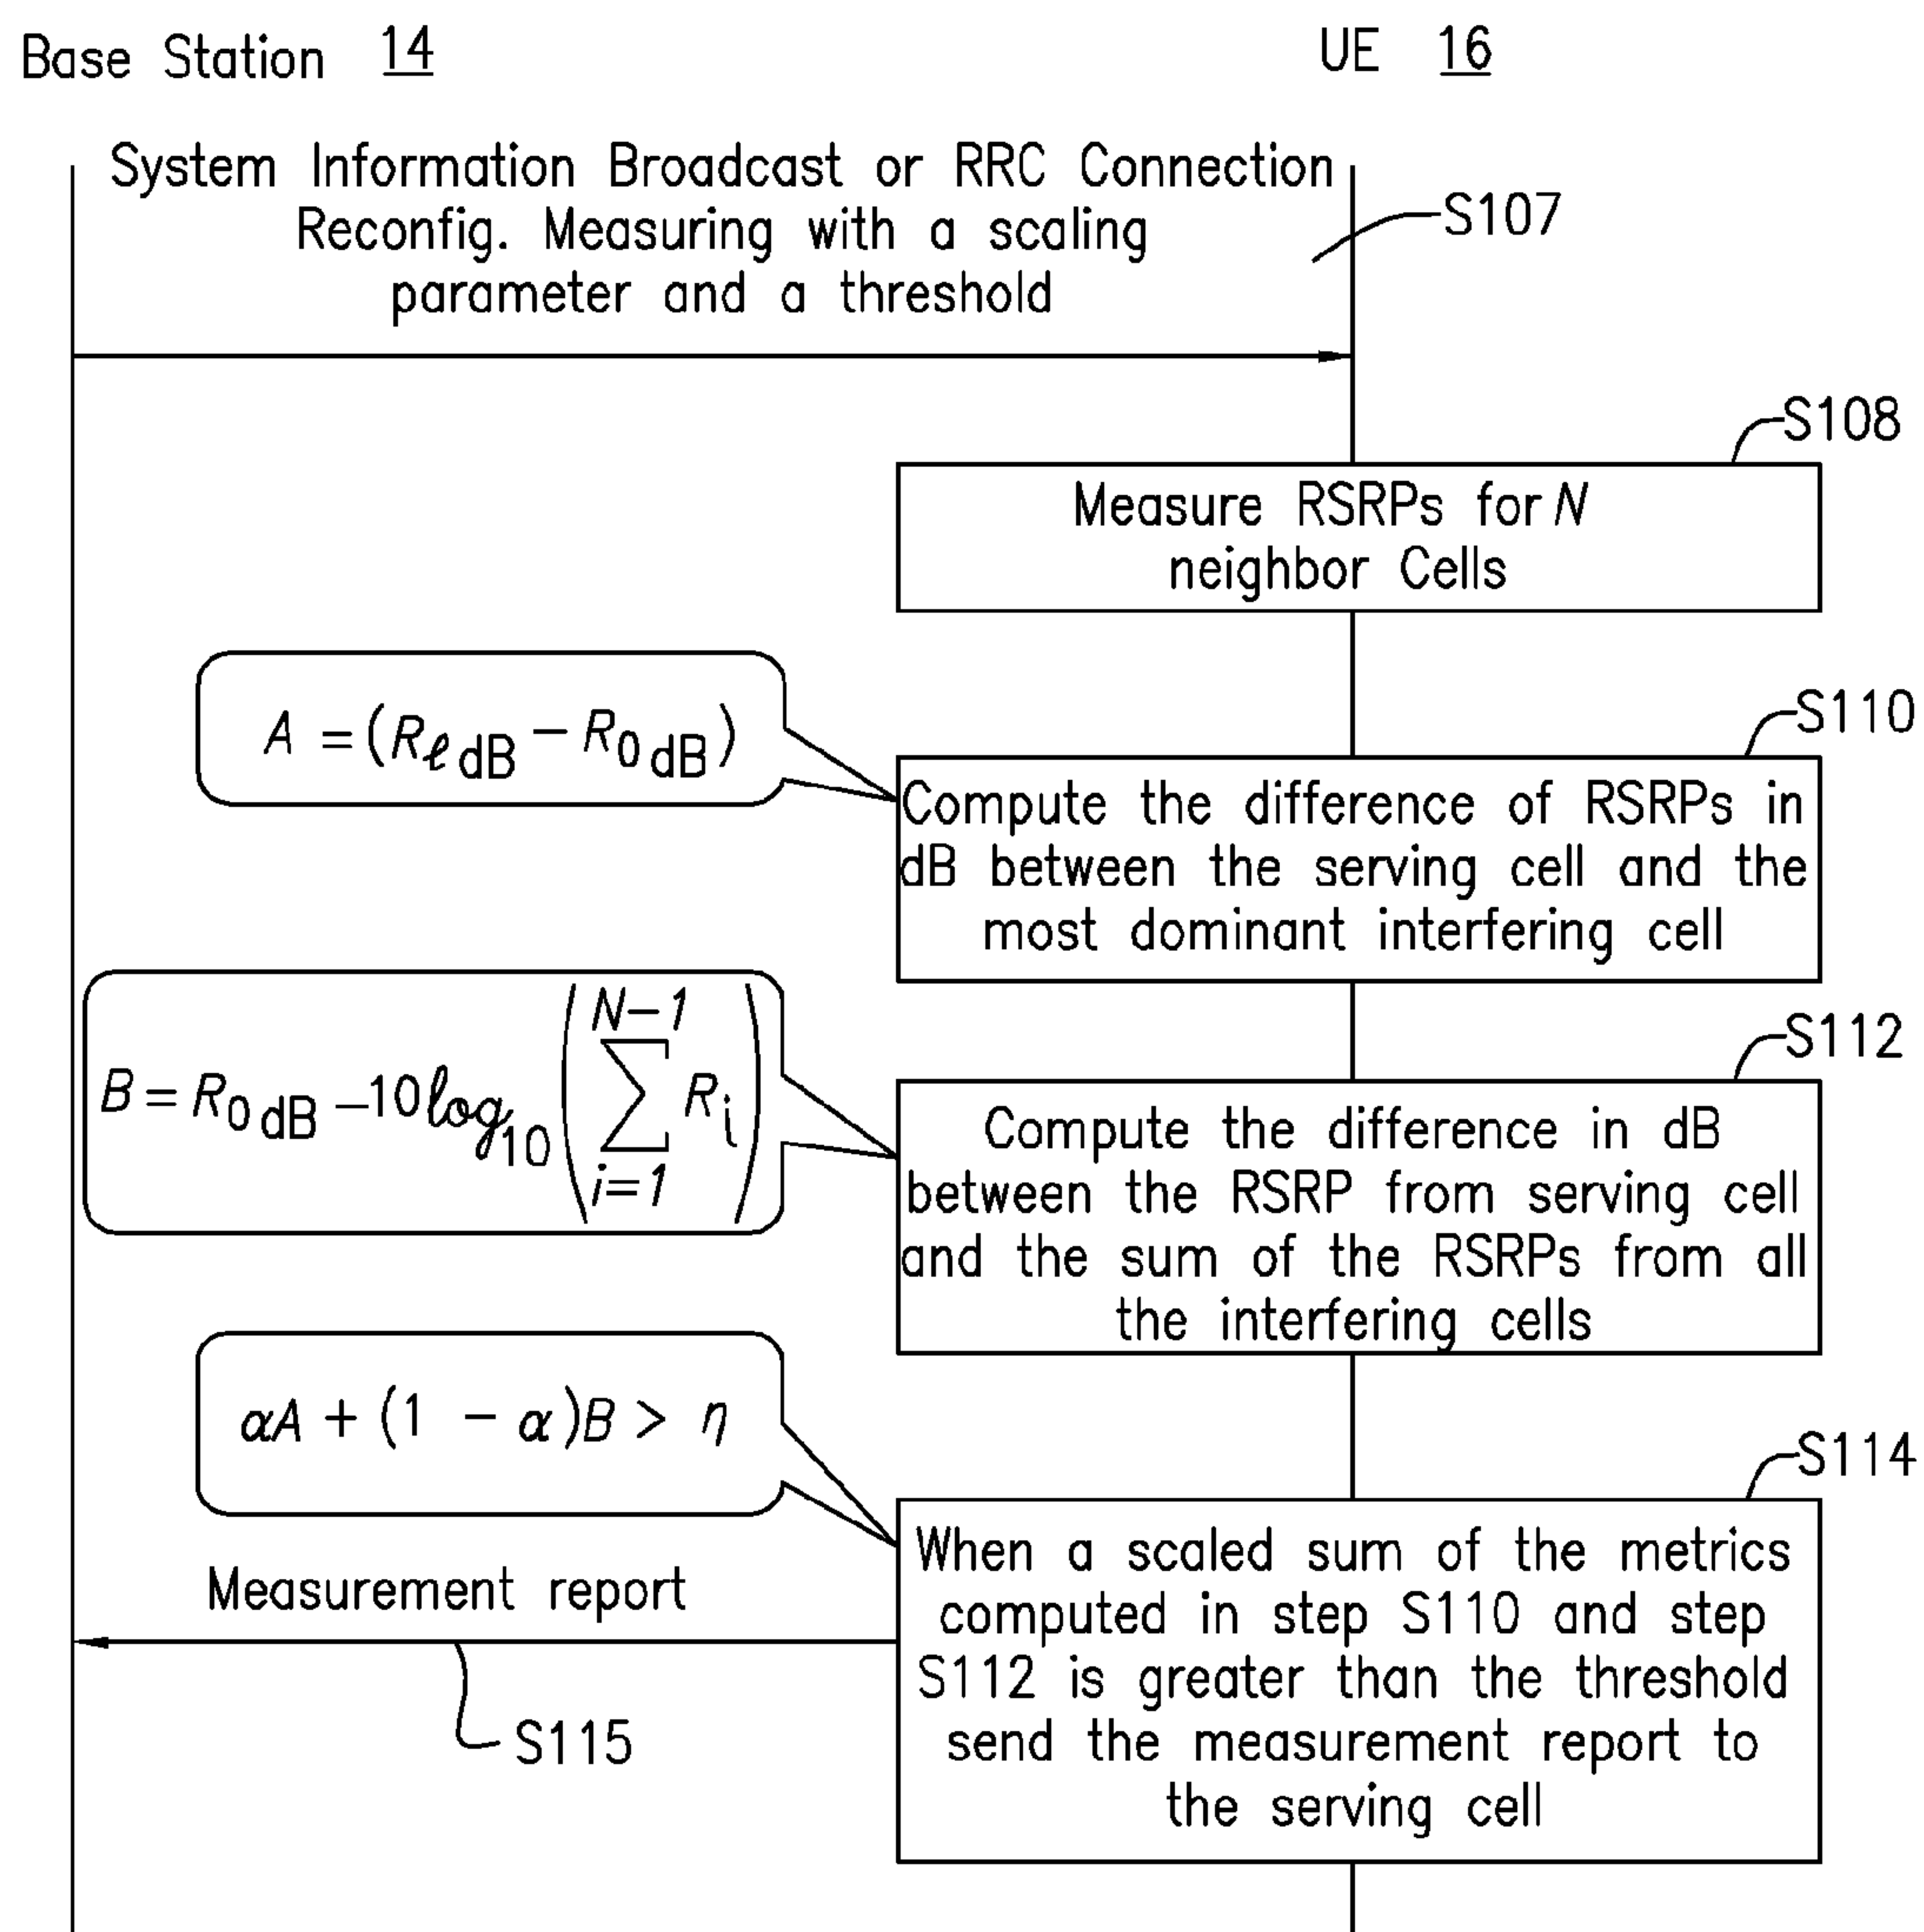 Base Station 14
UE 16
System Information Broadcast or RRC Connection
Reconfig. Measuring with a scaling
parameter and a threshold
S107
S108
Measure RSRPs for N
neighbor Cells
A = (Rℓ dB − R0 dB)
S110
Compute the difference of RSRPs in
dB between the serving cell and the
most dominant interfering cell
B = R0 dB −10 log10 (∑ i=1 N−1 Ri)
S112
Compute the difference in dB
between the RSRP from serving cell
and the sum of the RSRPs from all
the interfering cells
αA + (1 − α)B > η
S114
When a scaled sum of the metrics
computed in step S110 and step
S112 is greater than the threshold
send the measurement report to
the serving cell
Measurement report
S115